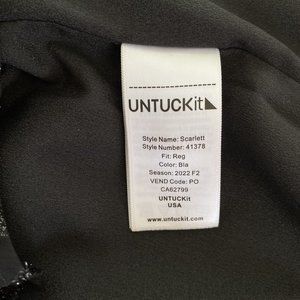 UNTUCKit
Style Name: Scarlett
Style Number: 41378
Fit: Reg
Color: Bla
Season: 2022 F2
VEND Code: PO
CA62799
UNTUCKit
USA
www.untuckit.com